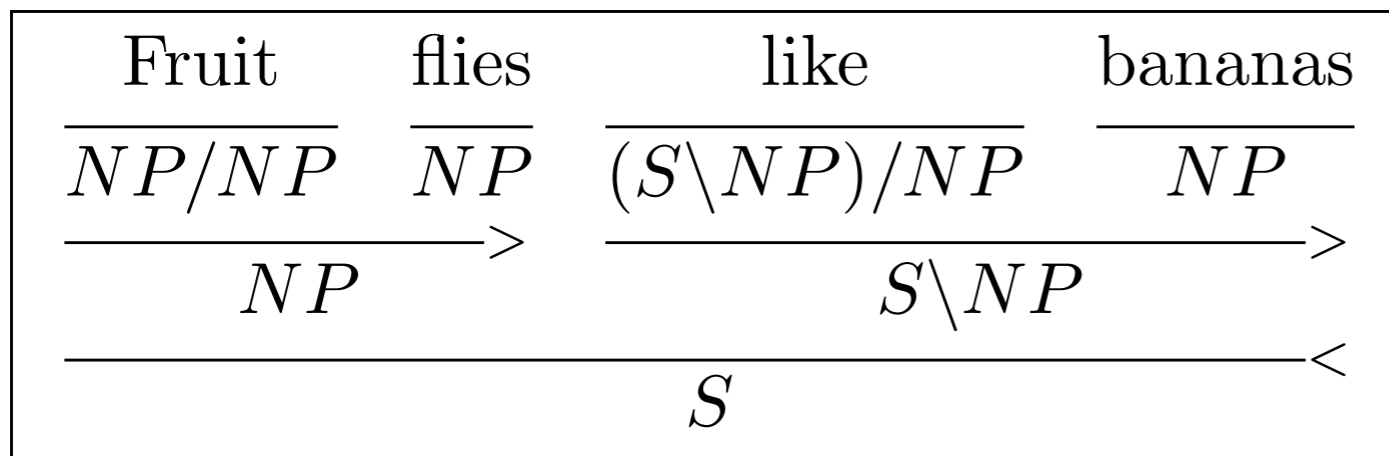 Fruit flies like bananas
NP/NP NP (S\NP)/NP NP
> >
NP S\NP
<
S